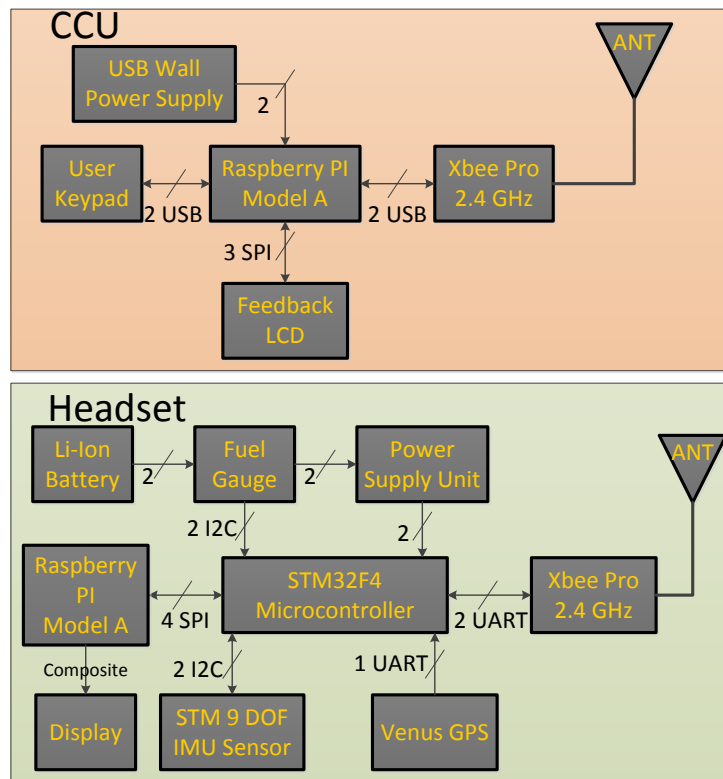 CCU
ANT
USB Wall
Power Supply
2
User
Keypad
2 USB
Raspberry PI
Model A
2 USB
Xbee Pro
2.4 GHz
3 SPI
Feedback
LCD
Headset
Li-Ion
Battery
2
Fuel
Gauge
2
Power
Supply Unit
ANT
2 I2C
2
Raspberry
PI
Model A
4 SPI
STM32F4
Microcontroller
2 UART
Xbee Pro
2.4 GHz
Composite
2 I2C
1 UART
Display
STM 9 DOF
IMU Sensor
Venus GPS